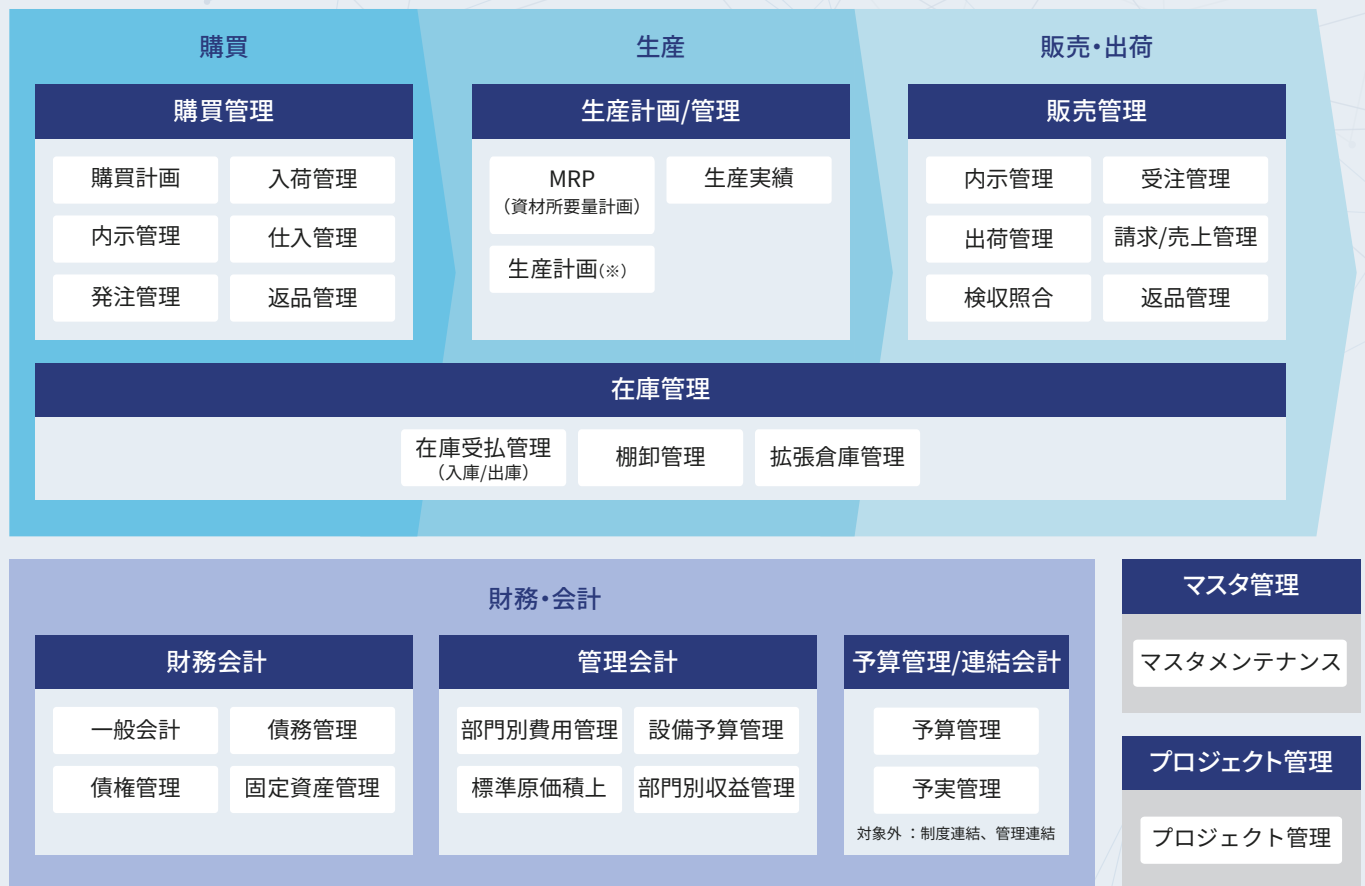 購買
生産
販売・出荷
購買管理
購買計画
入荷管理
内示管理
仕入管理
発注管理
返品管理
生産計画/管理
MRP
（資材所要量計画）
生産実績
生産計画(※)
販売管理
内示管理
受注管理
出荷管理
請求/売上管理
検収照合
返品管理
在庫管理
在庫受払管理
（入庫/出庫）
棚卸管理
拡張倉庫管理
財務・会計
財務会計
一般会計
債務管理
債権管理
固定資産管理
管理会計
部門別費用管理
設備予算管理
標準原価積上
部門別収益管理
予算管理/連結会計
予算管理
予実管理
対象外 ：制度連結、管理連結
マスタ管理
マスタメンテナンス
プロジェクト管理
プロジェクト管理